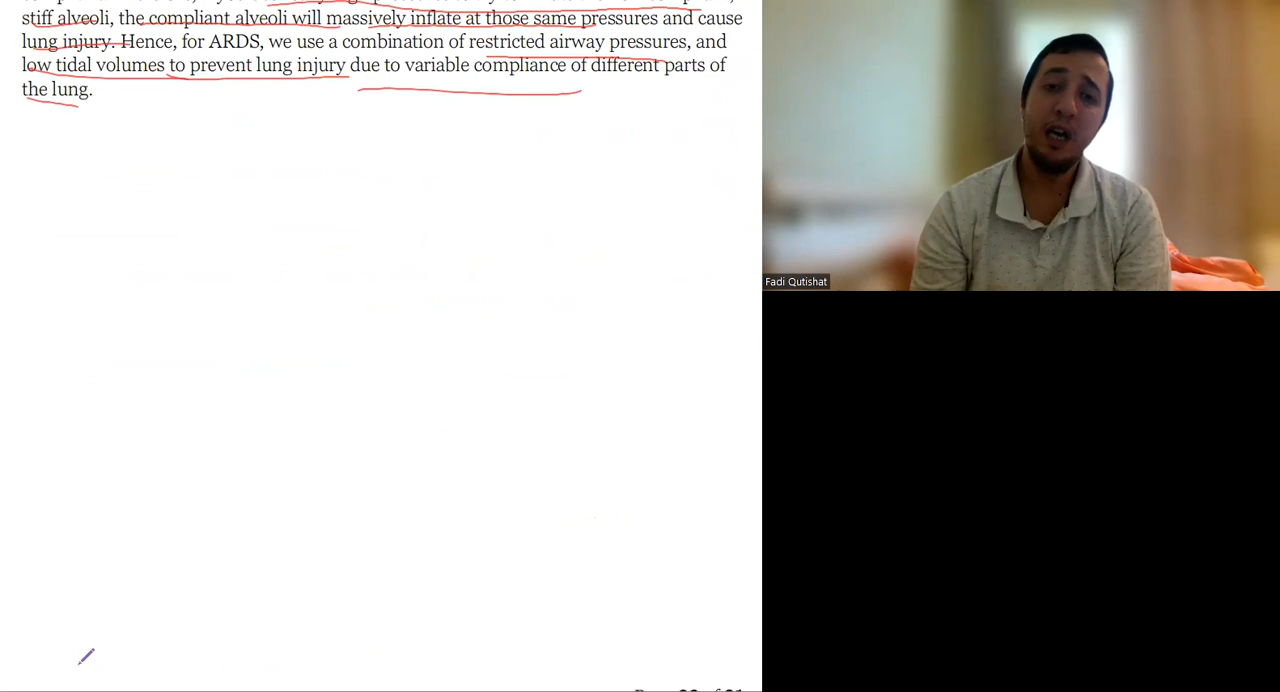 stiff alveoli, the compliant alveoli will massively inflate at those same pressures and cause
lung injury. Hence, for ARDS, we use a combination of restricted airway pressures, and
low tidal volumes to prevent lung injury due to variable compliance of different parts of
the lung.
Fadi Qutishat